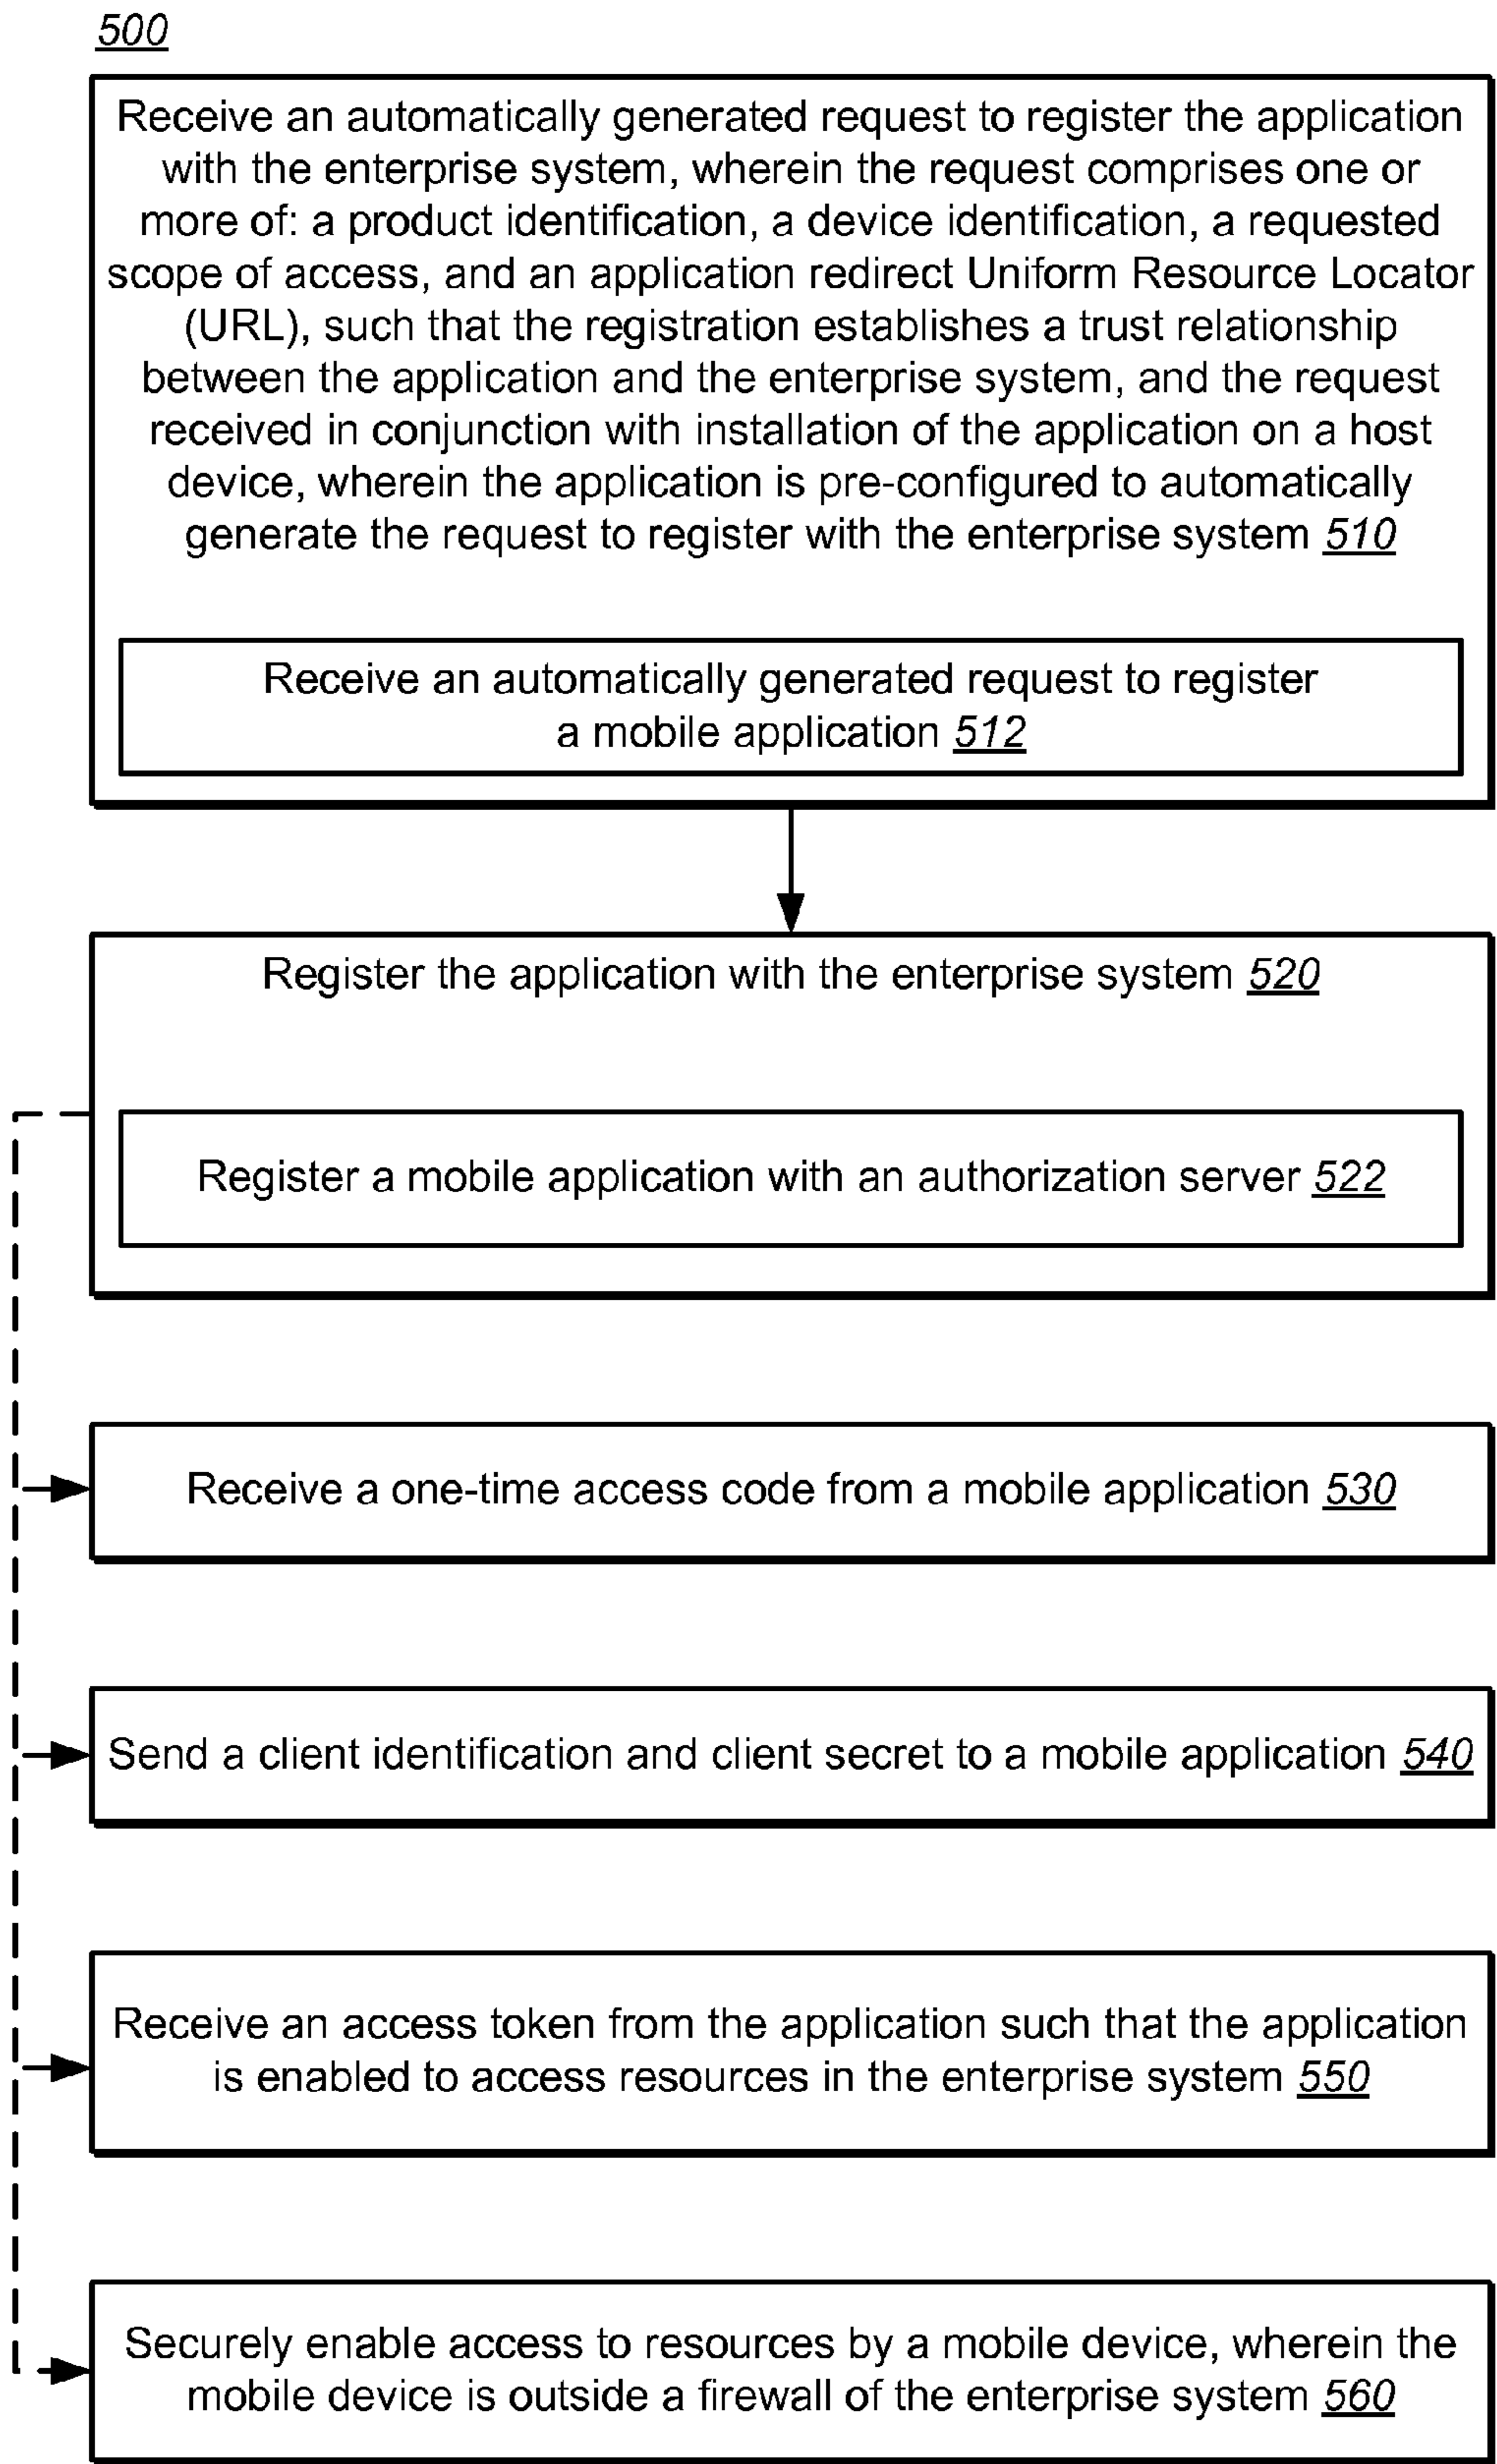 500
Receive an automatically generated request to register the application
with the enterprise system, wherein the request comprises one or
more of: a product identification, a device identification, a requested
scope of access, and an application redirect Uniform Resource Locator
(URL), such that the registration establishes a trust relationship
between the application and the enterprise system, and the request
received in conjunction with installation of the application on a host
device, wherein the application is pre-configured to automatically
generate the request to register with the enterprise system 510
Receive an automatically generated request to register
a mobile application 512
Register the application with the enterprise system 520
Register a mobile application with an authorization server 522
Receive a one-time access code from a mobile application 530
Send a client identification and client secret to a mobile application 540
Receive an access token from the application such that the application
is enabled to access resources in the enterprise system 550
Securely enable access to resources by a mobile device, wherein the
mobile device is outside a firewall of the enterprise system 560